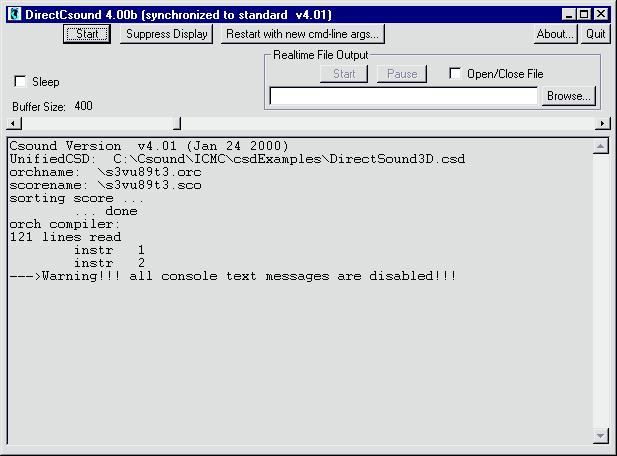 DirectCsound 4.00b (synchronized to standard v4.01)
Start Suppress Display Restart with new cmd-line args... About... Quit
Realtime File Output
Start Pause Open/Close File
Sleep
Browse...
Buffer Size: 400
Csound Version v4.01 (Jan 24 2000)
UnifiedCSD: C:\Csound\ICMC\csdExamples\DirectSound3D.csd
orchname: \s3vu89t3.orc
scorename: \s3vu89t3.sco
sorting score ...
... done
orch compiler:
121 lines read
instr 1
instr 2
--->Warning!!! all console text messages are disabled!!!